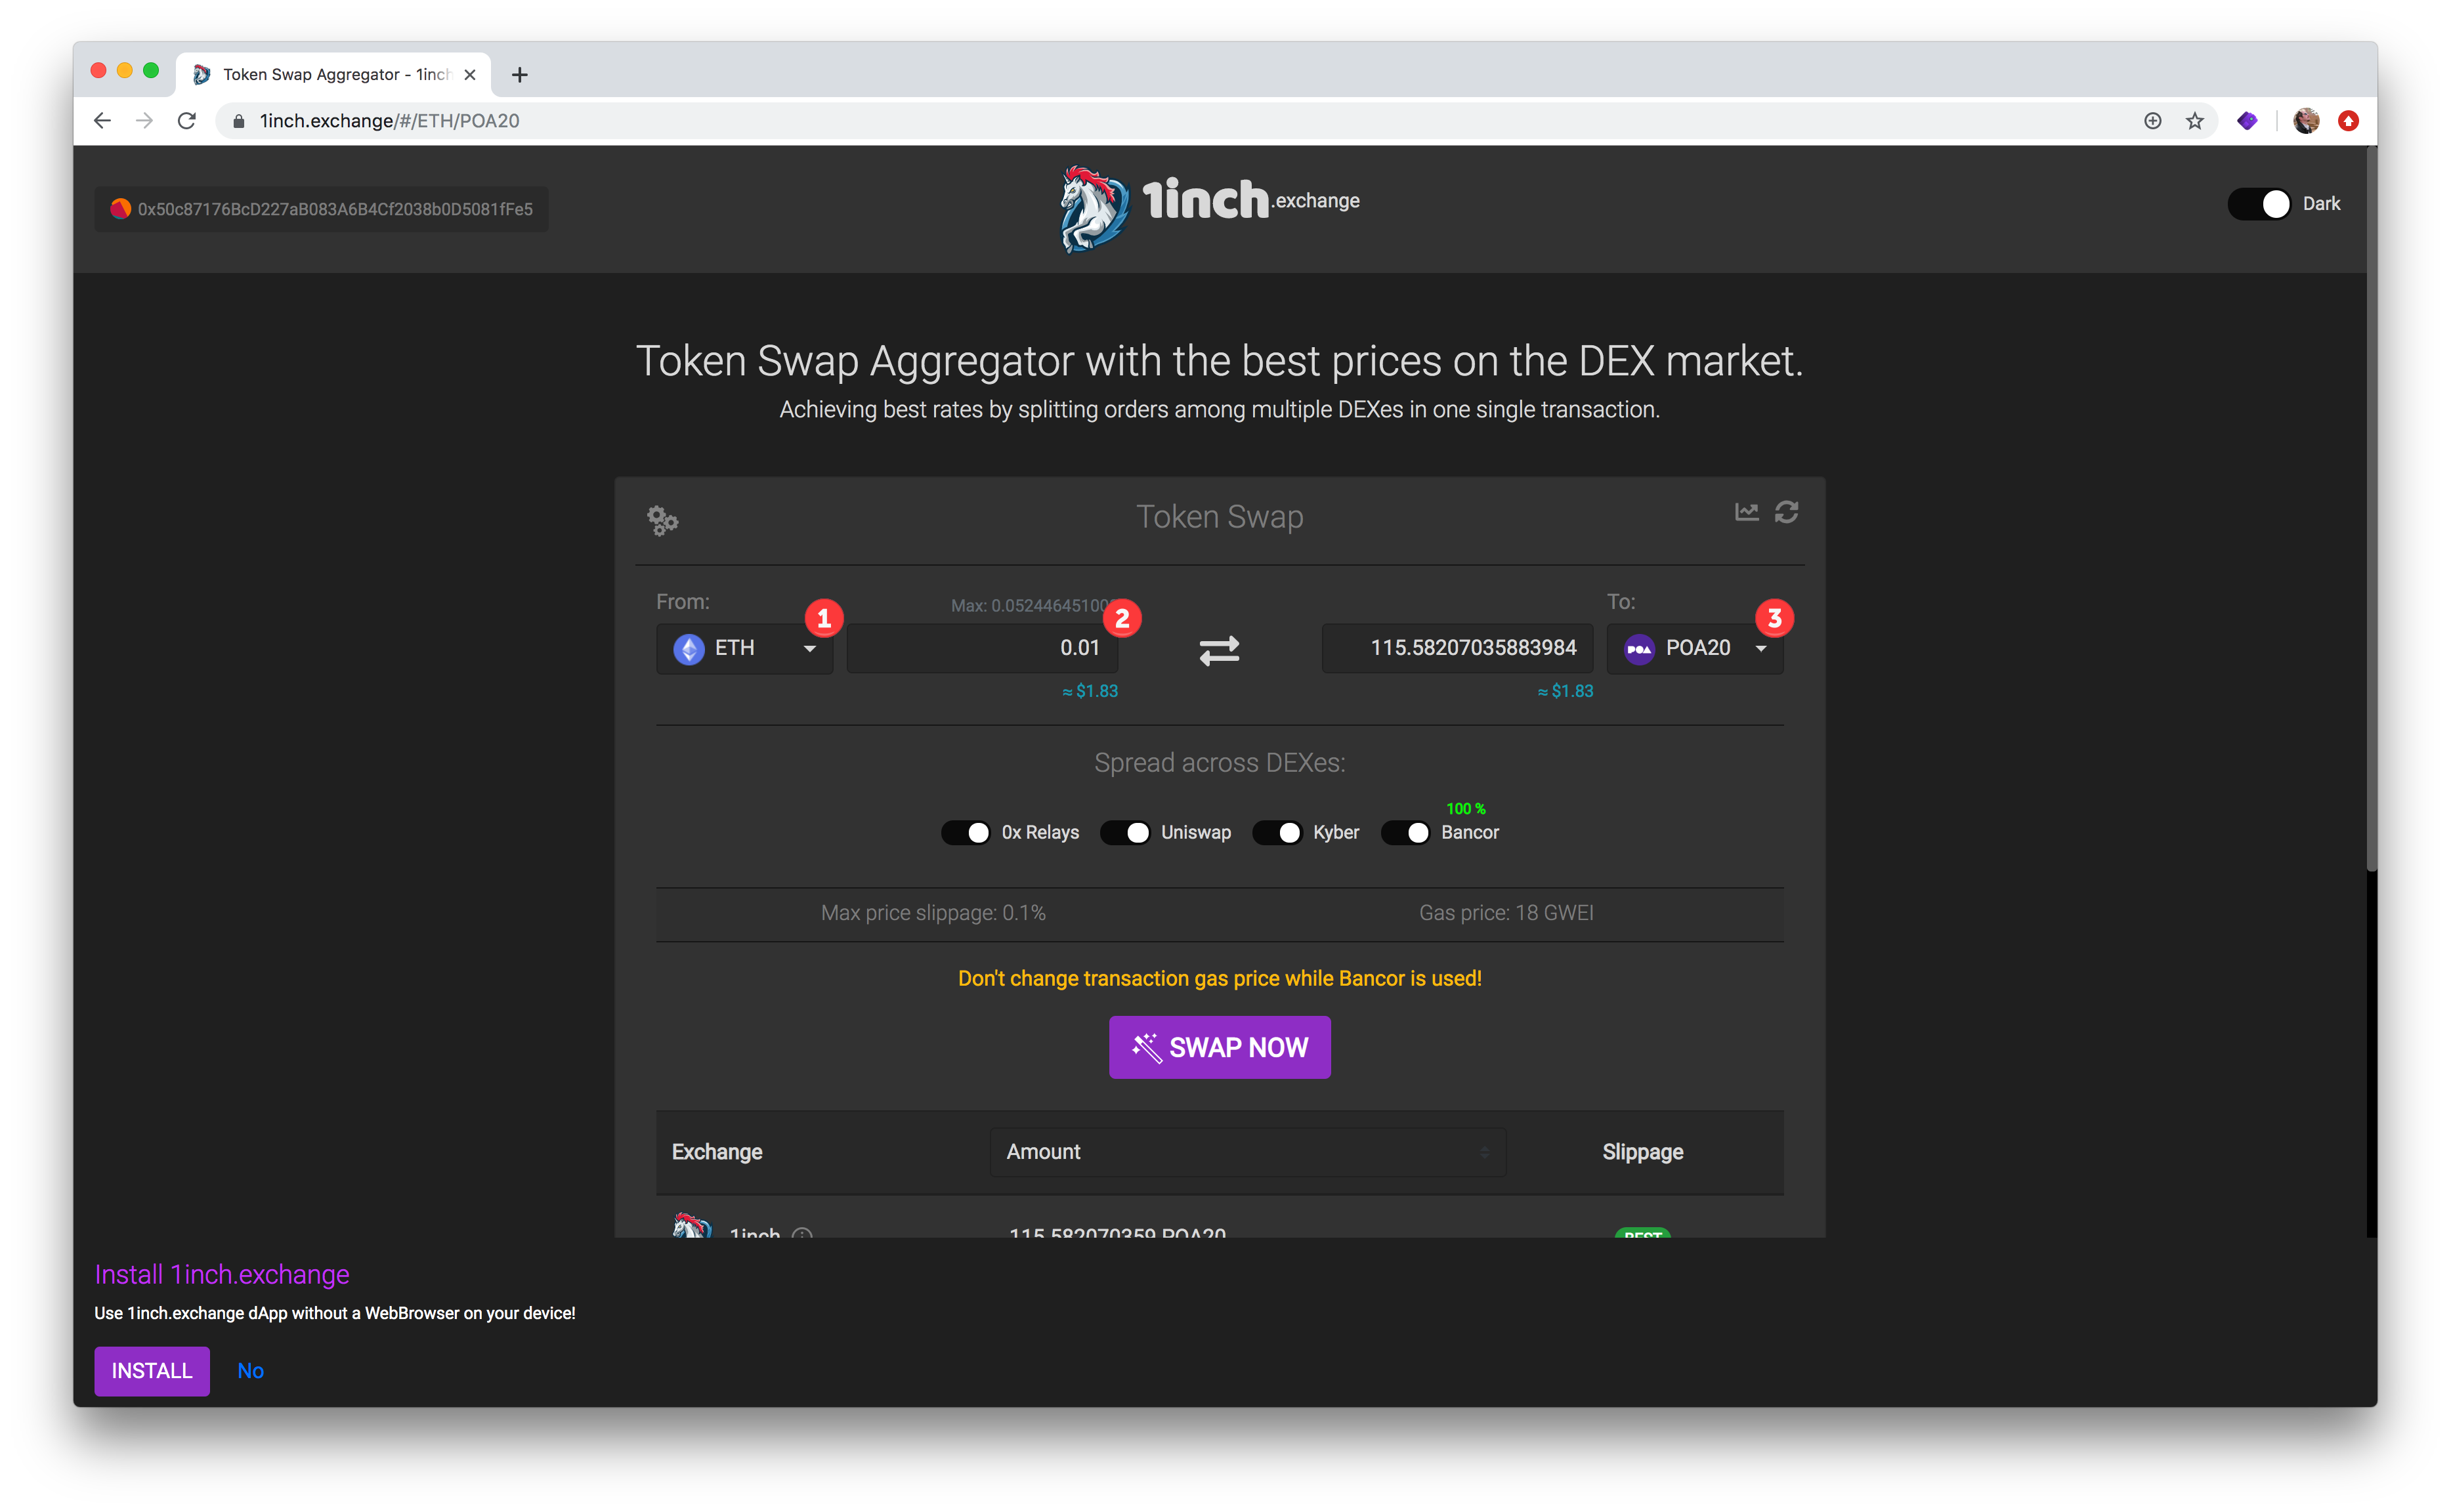 Token Swap Aggregator - 1inch
1inch.exchange/#/ETH/POA20
0x50c87176BcD227aB083A6B4Cf2038b0D5081fFe5
1inch.exchange
Dark
Token Swap Aggregator with the best prices on the DEX market.
Achieving best rates by splitting orders among multiple DEXes in one single transaction.
Token Swap
From:
Max: 0.05244645100
To:
1
2
3
ETH
0.01
115.58207035883984
POA
POA20
≈ $1.83
≈ $1.83
Spread across DEXes:
100 %
0x Relays
Uniswap
Kyber
Bancor
Max price slippage: 0.1%
Gas price: 18 GWEI
Don't change transaction gas price while Bancor is used!
SWAP NOW
Exchange
Amount
Slippage
1inch
115.582070359 POA20
BEST
Install 1inch.exchange
Use 1inch.exchange dApp without a WebBrowser on your device!
INSTALL
No